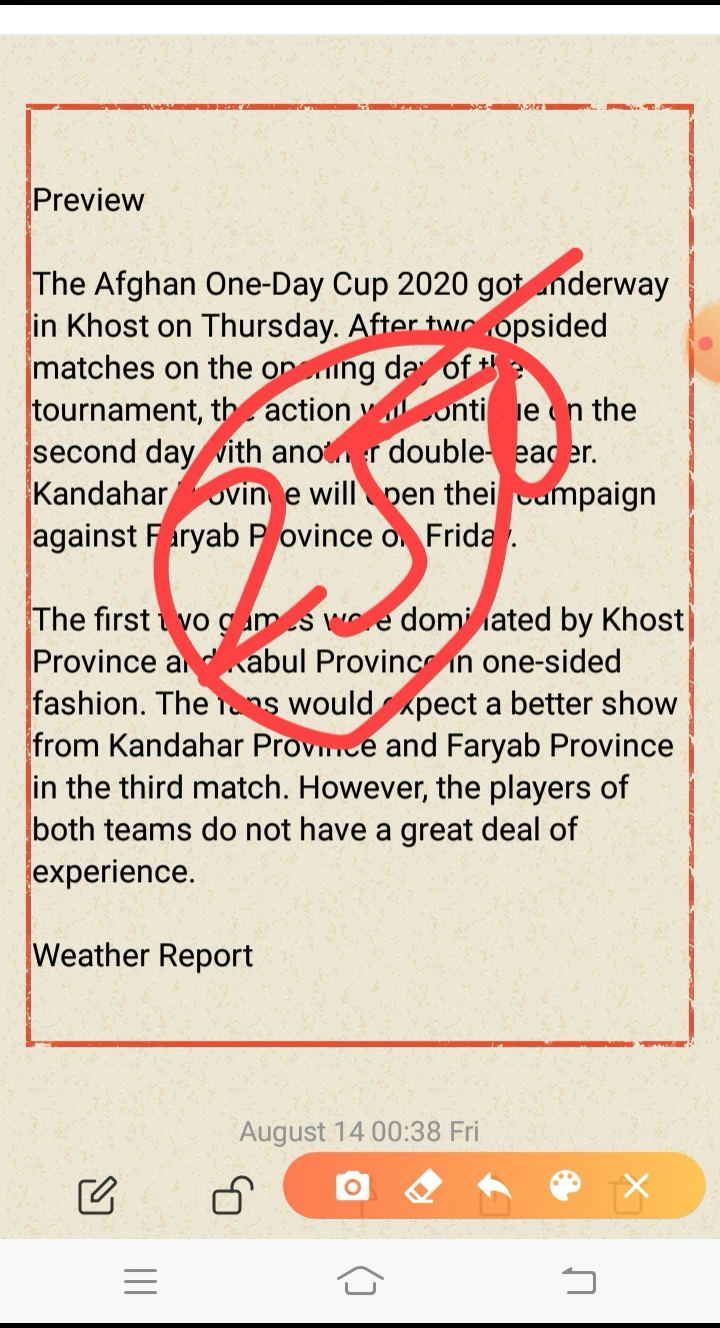 Preview
The Afghan One-Day Cup 2020 got underway
in Khost on Thursday. After two lopsided
matches on the opening day of the
tournament, the action will continue on the
second day with another double-header.
Kandahar Province will open their campaign
against Faryab Province on Friday.
25
The first two games were dominated by Khost
Province and Kabul Province in one-sided
fashion. The fans would expect a better show
from Kandahar Province and Faryab Province
in the third match. However, the players of
both teams do not have a great deal of
experience.
Weather Report
August 14 00:38 Fri